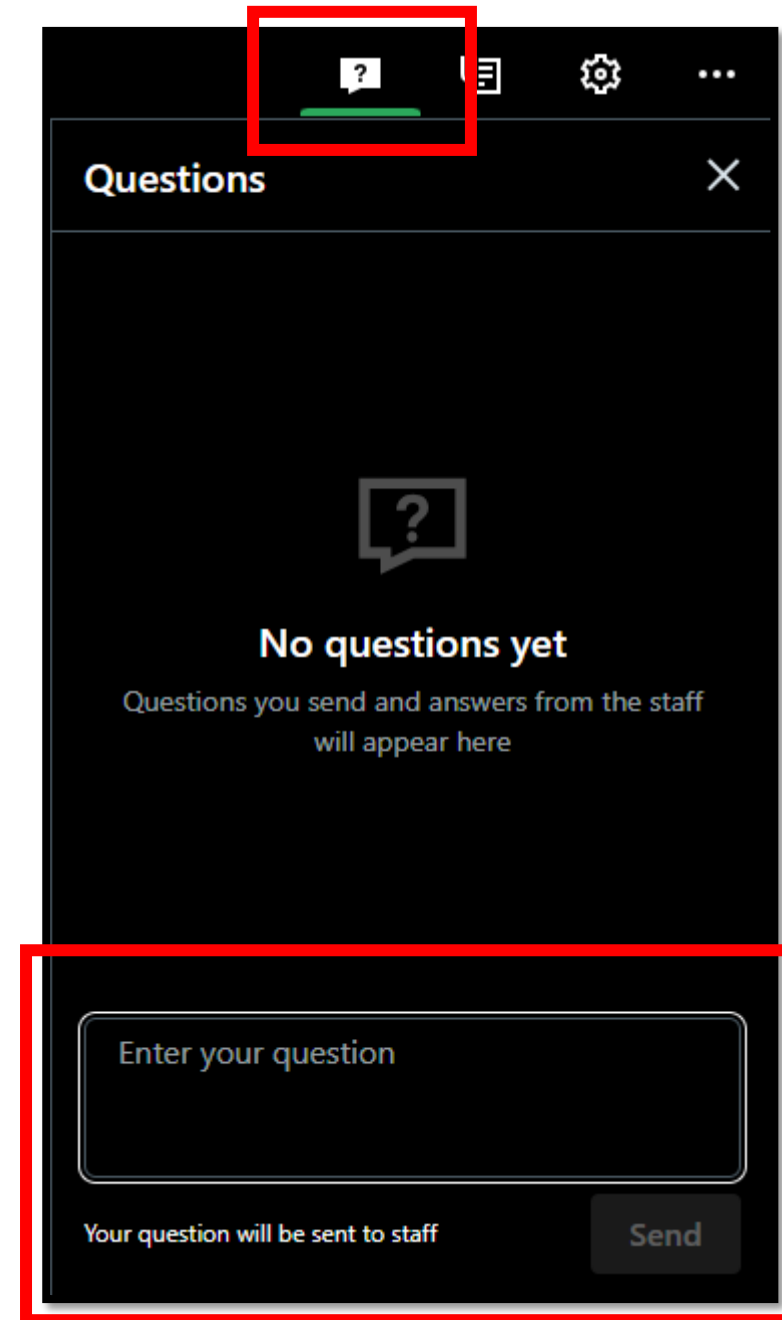 Questions
No questions yet
Questions you send and answers from the staff
will appear here
Enter your question
Your question will be sent to staff
Send